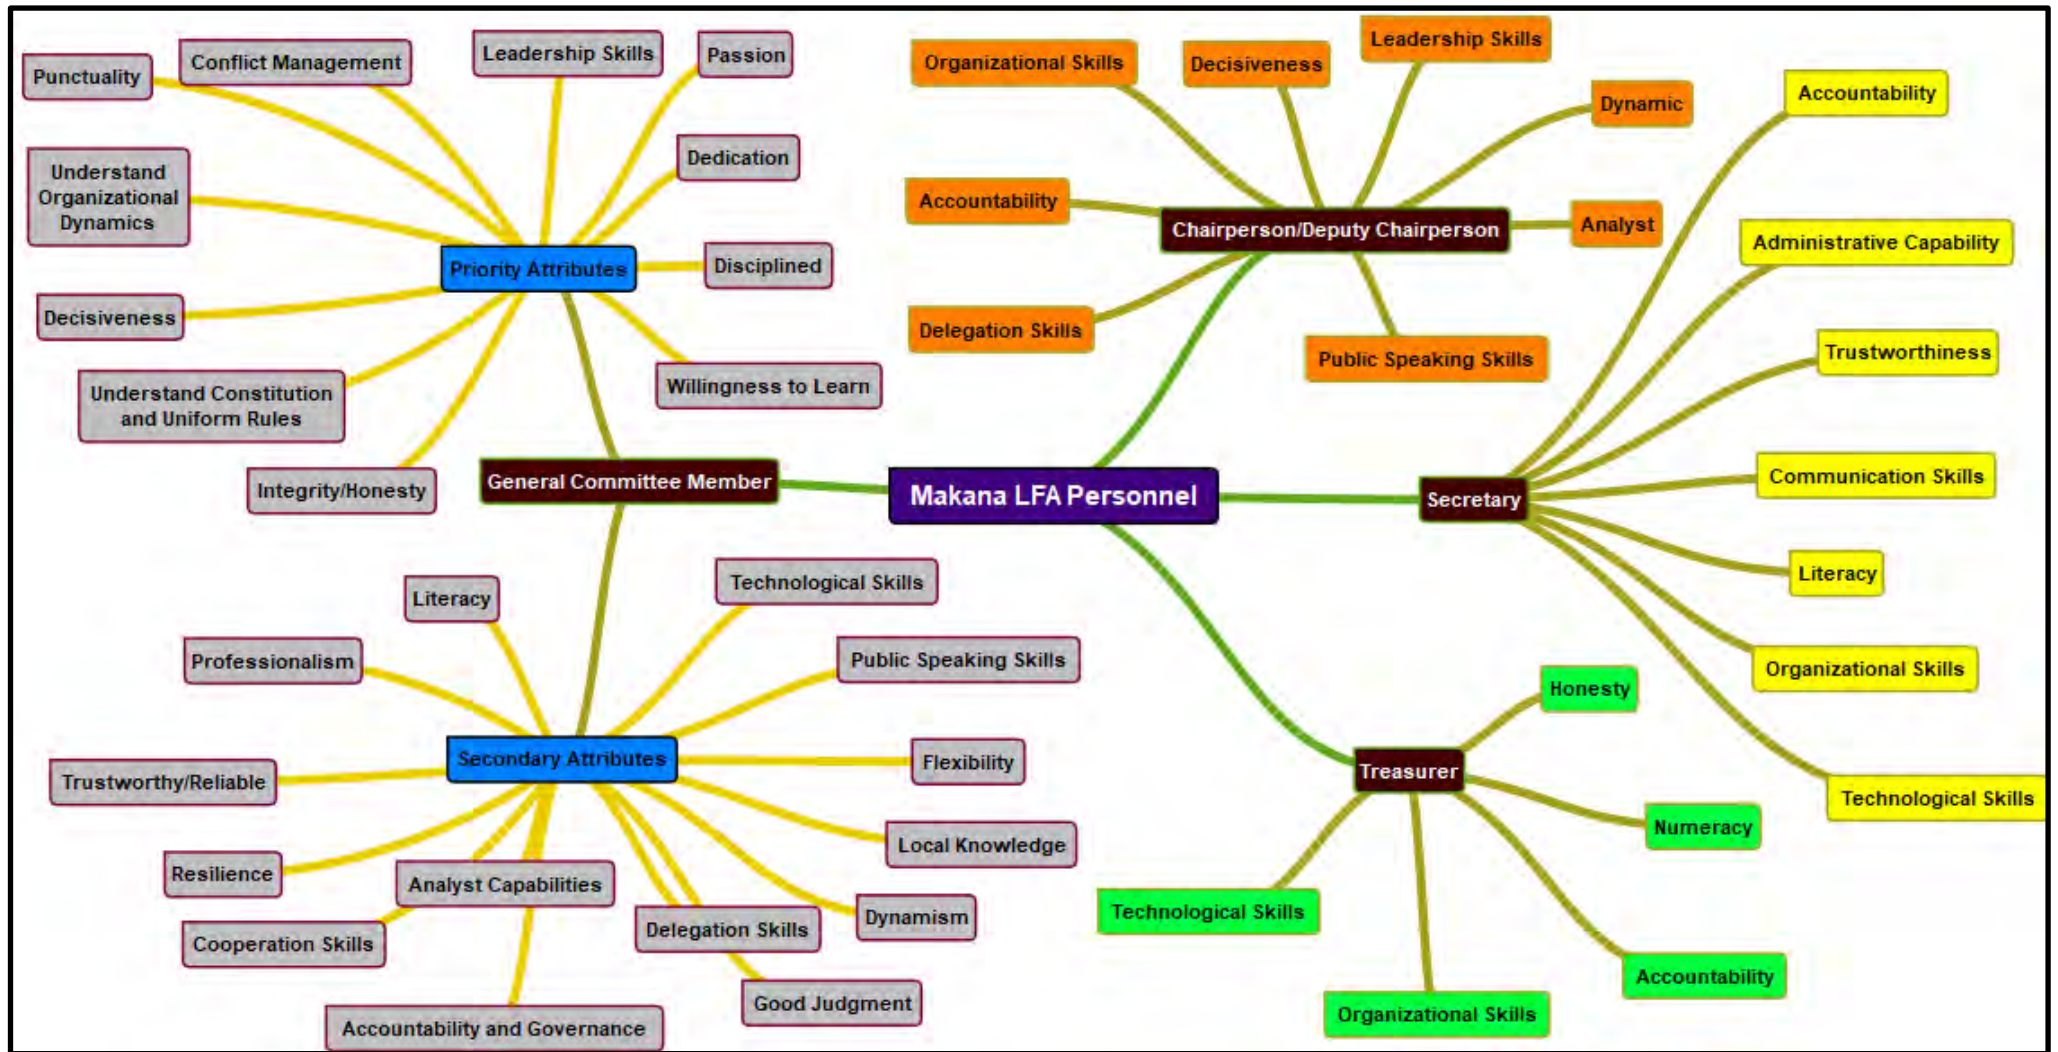 Punctuality
Conflict Management
Leadership Skills
Passion
Understand
Organizational
Dynamics
Dedication
Priority Attributes
Disciplined
Decisiveness
Understand Constitution
and Uniform Rules
Willingness to Learn
Integrity/Honesty
General Committee Member
Makana LFA Personnel
Organizational Skills
Decisiveness
Leadership Skills
Dynamic
Accountability
Chairperson/Deputy Chairperson
Analyst
Delegation Skills
Public Speaking Skills
Accountability
Administrative Capability
Trustworthiness
Communication Skills
Secretary
Literacy
Organizational Skills
Technological Skills
Literacy
Technological Skills
Professionalism
Public Speaking Skills
Secondary Attributes
Flexibility
Trustworthy/Reliable
Local Knowledge
Resilience
Analyst Capabilities
Dynamism
Cooperation Skills
Delegation Skills
Good Judgment
Accountability and Governance
Honesty
Treasurer
Numeracy
Technological Skills
Accountability
Organizational Skills